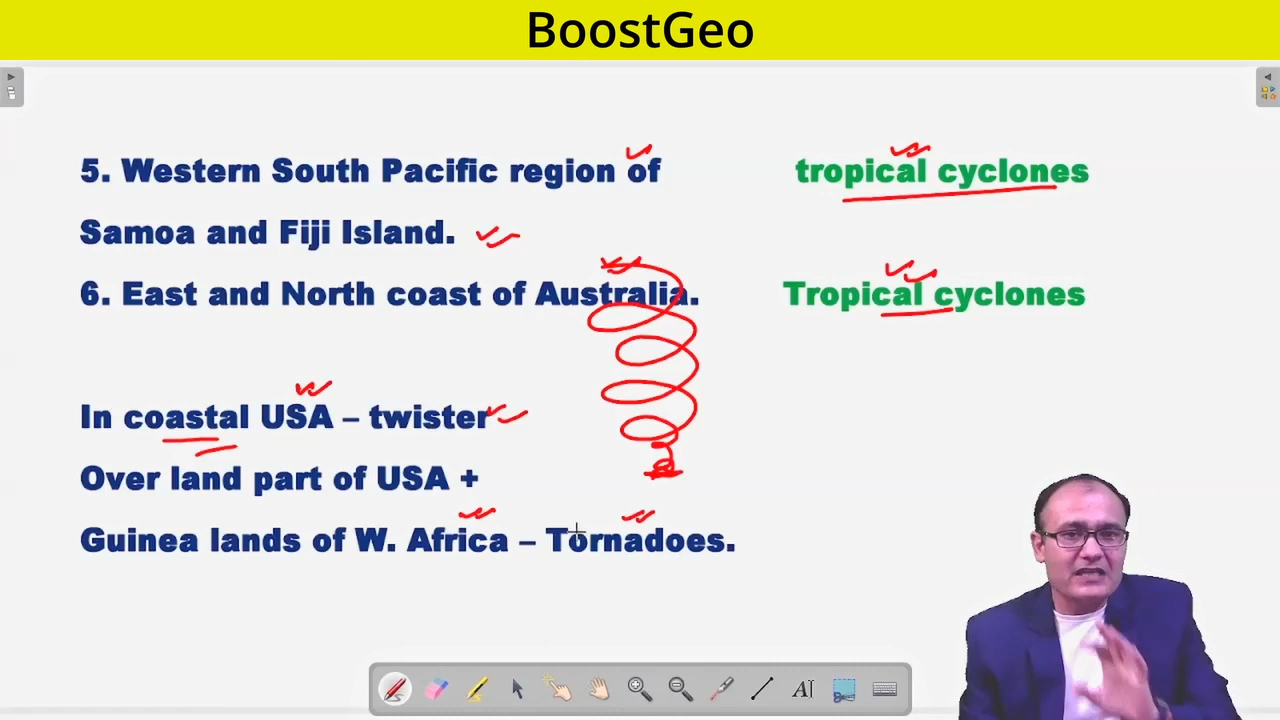 BoostGeo
5. Western South Pacific region of tropical cyclones
Samoa and Fiji Island.
6. East and North coast of Australia. Tropical cyclones
In coastal USA – twister
Over land part of USA +
Guinea lands of W. Africa – Tornadoes.